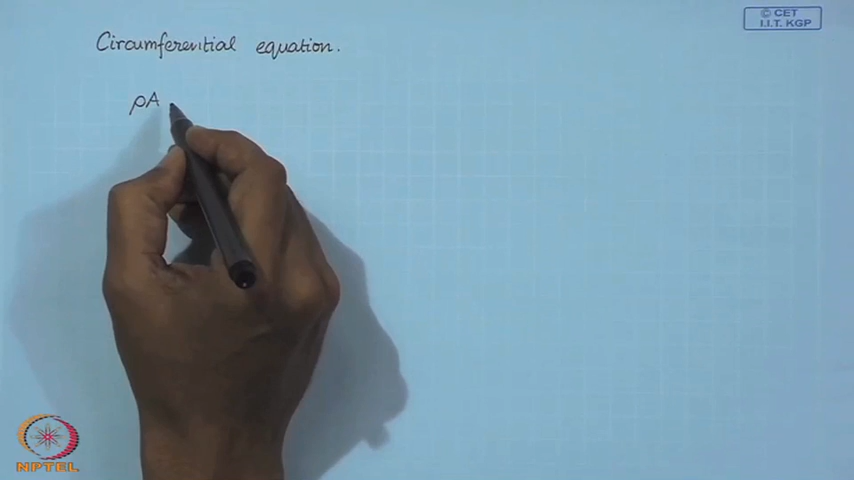 © CET
I.I.T. KGP
Circumferential equation.
ρA
NPTEL